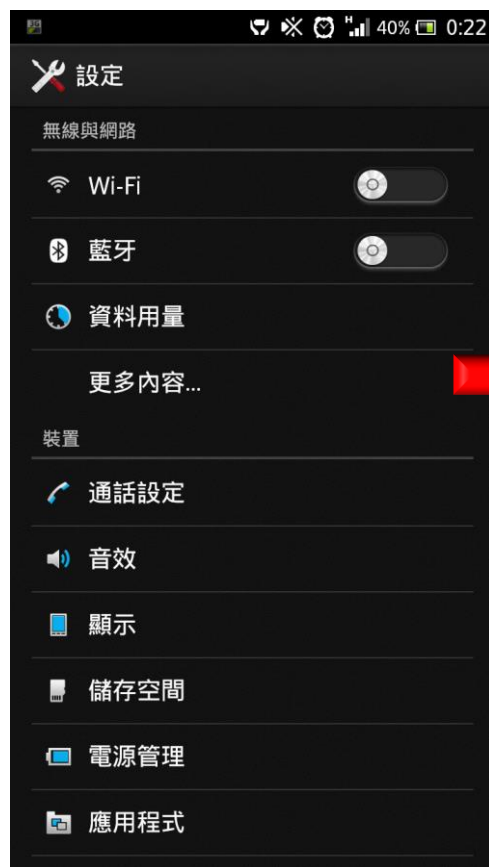 H 40% 0:22
設定
無線與網路
Wi-Fi
藍牙
資料用量
更多內容...
裝置
通話設定
音效
顯示
儲存空間
電源管理
應用程式